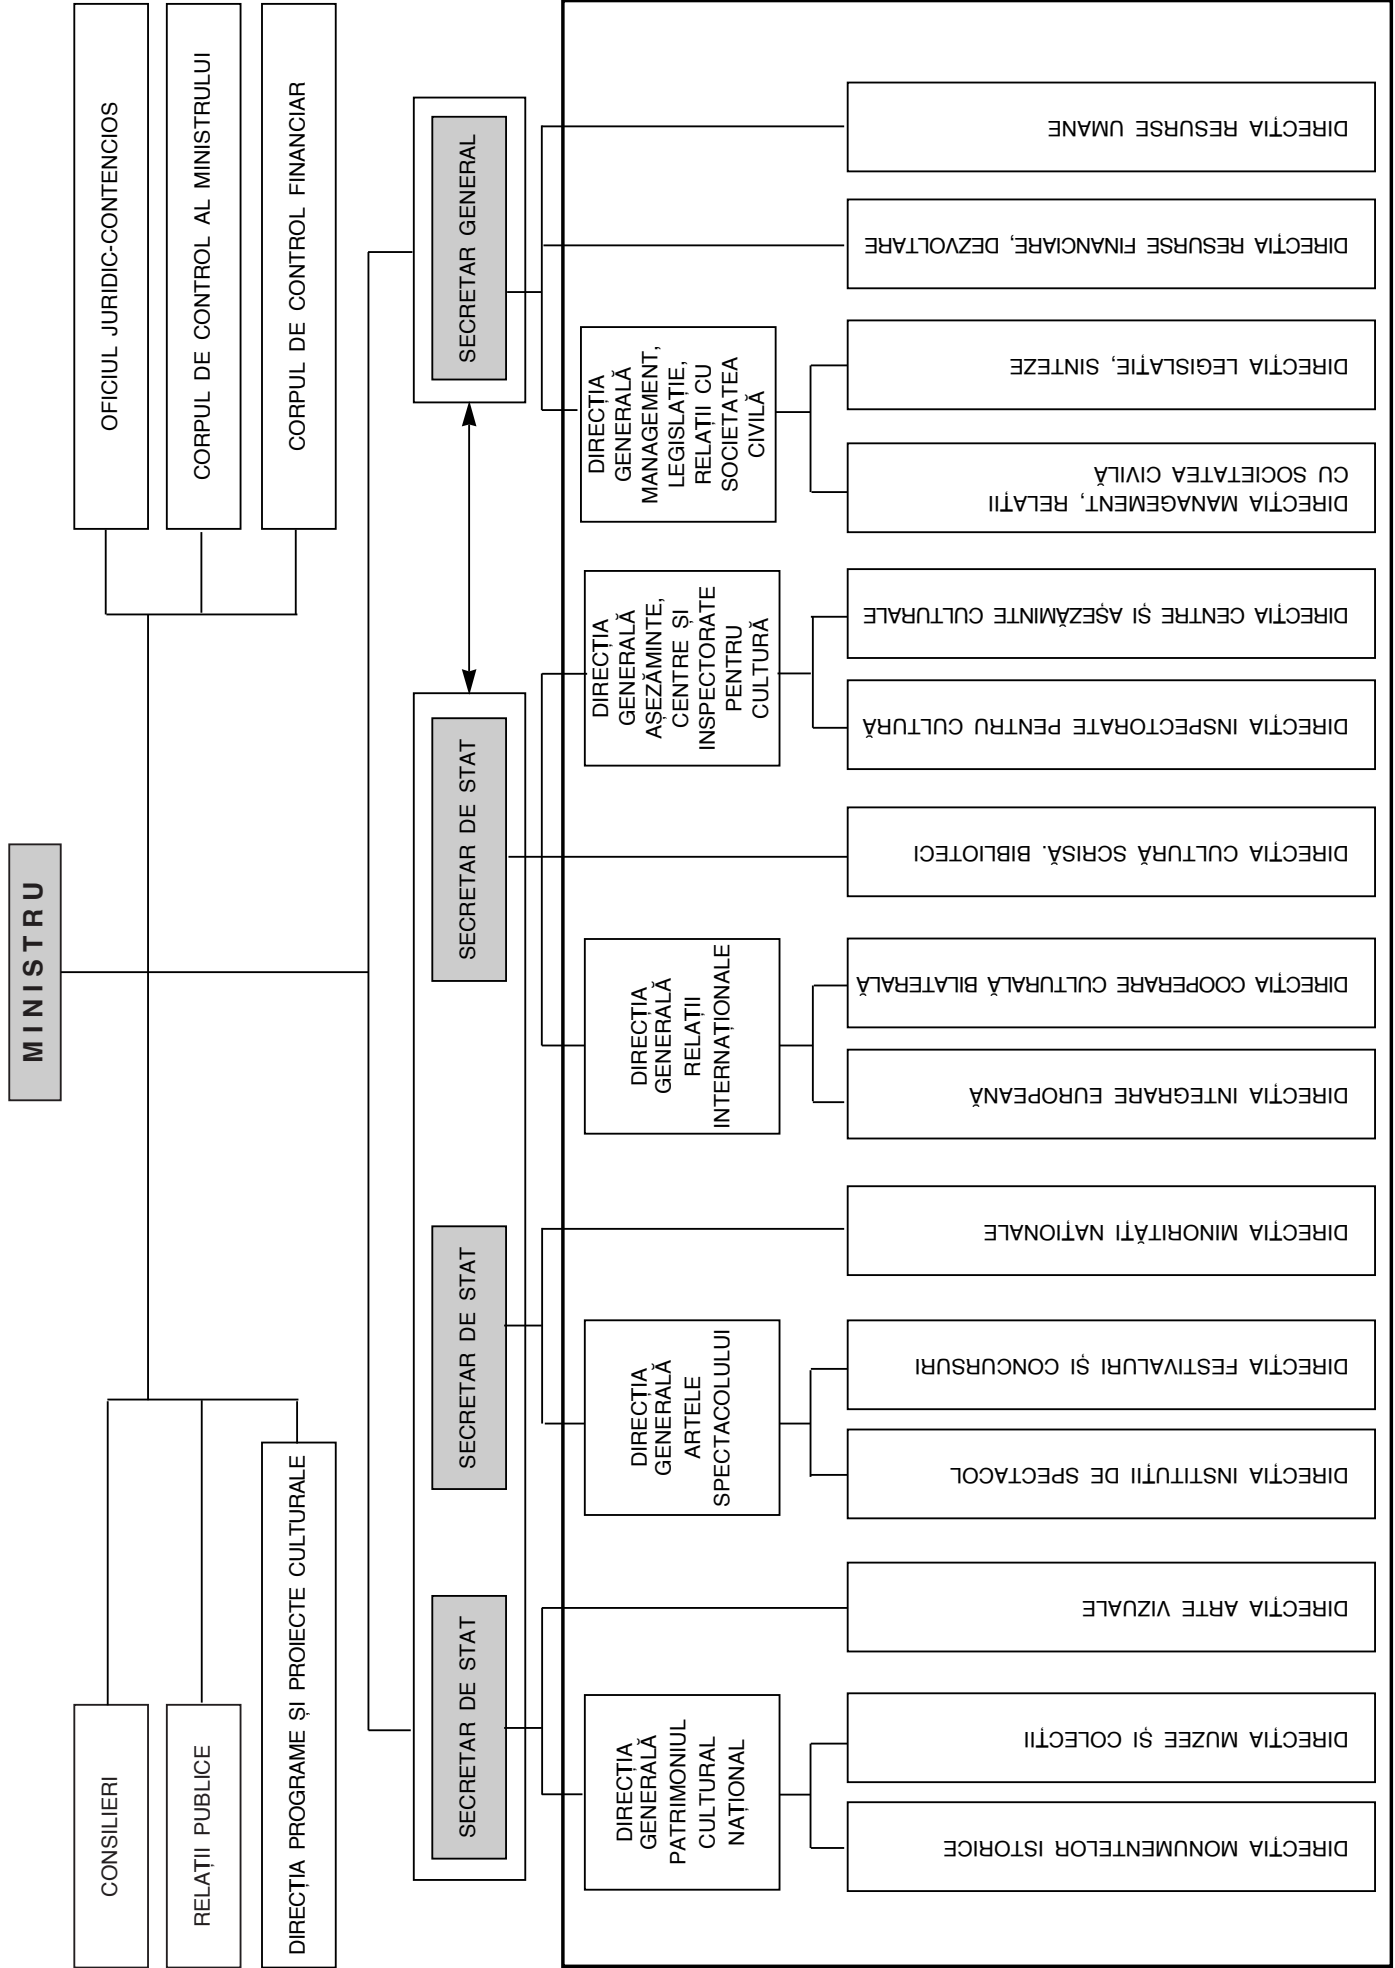 MINISTRU
CONSILIERI
RELAȚII PUBLICE
DIRECȚIA PROGRAME ȘI PROIECTE CULTURALE
OFICIUL JURIDIC-CONTENCIOS
CORPUL DE CONTROL AL MINISTRULUI
CORPUL DE CONTROL FINANCIAR
SECRETAR DE STAT
SECRETAR DE STAT
SECRETAR DE STAT
SECRETAR GENERAL
DIRECȚIA
GENERALĂ
PATRIMONIUL
CULTURAL
NAȚIONAL
DIRECȚIA
GENERALĂ
ARTELE
SPECTACOLULUI
DIRECȚIA
GENERALĂ
RELAȚII
INTERNAȚIONALE
DIRECȚIA
GENERALĂ
AȘEZĂMINTE,
CENTRE ȘI
INSPECTORATE
PENTRU
CULTURĂ
DIRECȚIA
GENERALĂ
MANAGEMENT,
LEGISLAȚIE,
RELAȚII CU
SOCIETATEA
CIVILĂ
DIRECȚIA MONUMENTELOR ISTORICE
DIRECȚIA MUZEE ȘI COLECȚII
DIRECȚIA ARTE VIZUALE
DIRECȚIA INSTITUȚII DE SPECTACOL
DIRECȚIA FESTIVALURI ȘI CONCURSURI
DIRECȚIA MINORITĂȚI NAȚIONALE
DIRECȚIA INTEGRARE EUROPEANĂ
DIRECȚIA COOPERARE CULTURALĂ BILATERALĂ
DIRECȚIA CULTURĂ SCRISĂ. BIBLIOTECI
DIRECȚIA INSPECTORATE PENTRU CULTURĂ
DIRECȚIA CENTRE ȘI AȘEZĂMINTE CULTURALE
DIRECȚIA MANAGEMENT, RELAȚII
CU SOCIETATEA CIVILĂ
DIRECȚIA LEGISLAȚIE, SINTEZE
DIRECȚIA RESURSE FINANCIARE, DEZVOLTARE
DIRECȚIA RESURSE UMANE